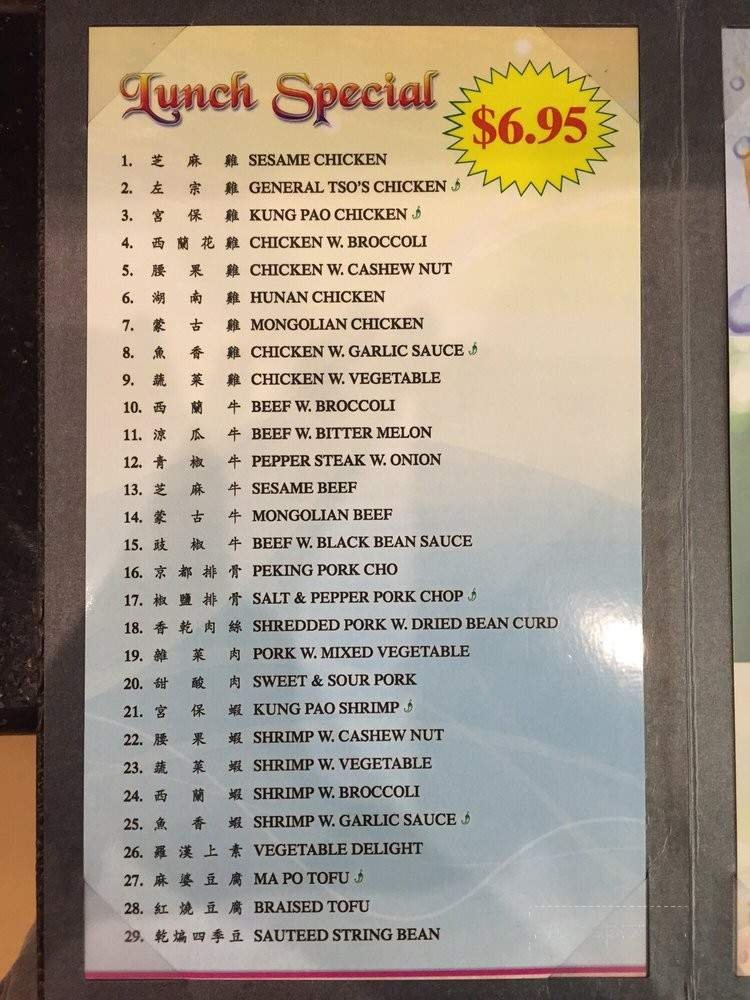 Lunch Special
$6.95
1. 芝麻雞 SESAME CHICKEN
2. 左宗雞 GENERAL TSO'S CHICKEN
3. 宮保雞 KUNG PAO CHICKEN
4. 西蘭花雞 CHICKEN W. BROCCOLI
5. 腰果雞 CHICKEN W. CASHEW NUT
6. 湖南雞 HUNAN CHICKEN
7. 蒙古雞 MONGOLIAN CHICKEN
8. 魚香雞 CHICKEN W. GARLIC SAUCE
9. 蔬菜雞 CHICKEN W. VEGETABLE
10. 西蘭牛 BEEF W. BROCCOLI
11. 涼瓜牛 BEEF W. BITTER MELON
12. 青椒牛 PEPPER STEAK W. ONION
13. 芝麻牛 SESAME BEEF
14. 蒙古牛 MONGOLIAN BEEF
15. 豉椒牛 BEEF W. BLACK BEAN SAUCE
16. 京都排骨 PEKING PORK CHO
17. 椒鹽排骨 SALT & PEPPER PORK CHOP
18. 香乾肉絲 SHREDDED PORK W. DRIED BEAN CURD
19. 雜菜肉 PORK W. MIXED VEGETABLE
20. 甜酸肉 SWEET & SOUR PORK
21. 宮保蝦 KUNG PAO SHRIMP
22. 腰果蝦 SHRIMP W. CASHEW NUT
23. 蔬菜蝦 SHRIMP W. VEGETABLE
24. 西蘭蝦 SHRIMP W. BROCCOLI
25. 魚香蝦 SHRIMP W. GARLIC SAUCE
26. 羅漢上素 VEGETABLE DELIGHT
27. 麻婆豆腐 MA PO TOFU
28. 紅燒豆腐 BRAISED TOFU
29. 乾煸四季豆 SAUTEED STRING BEAN